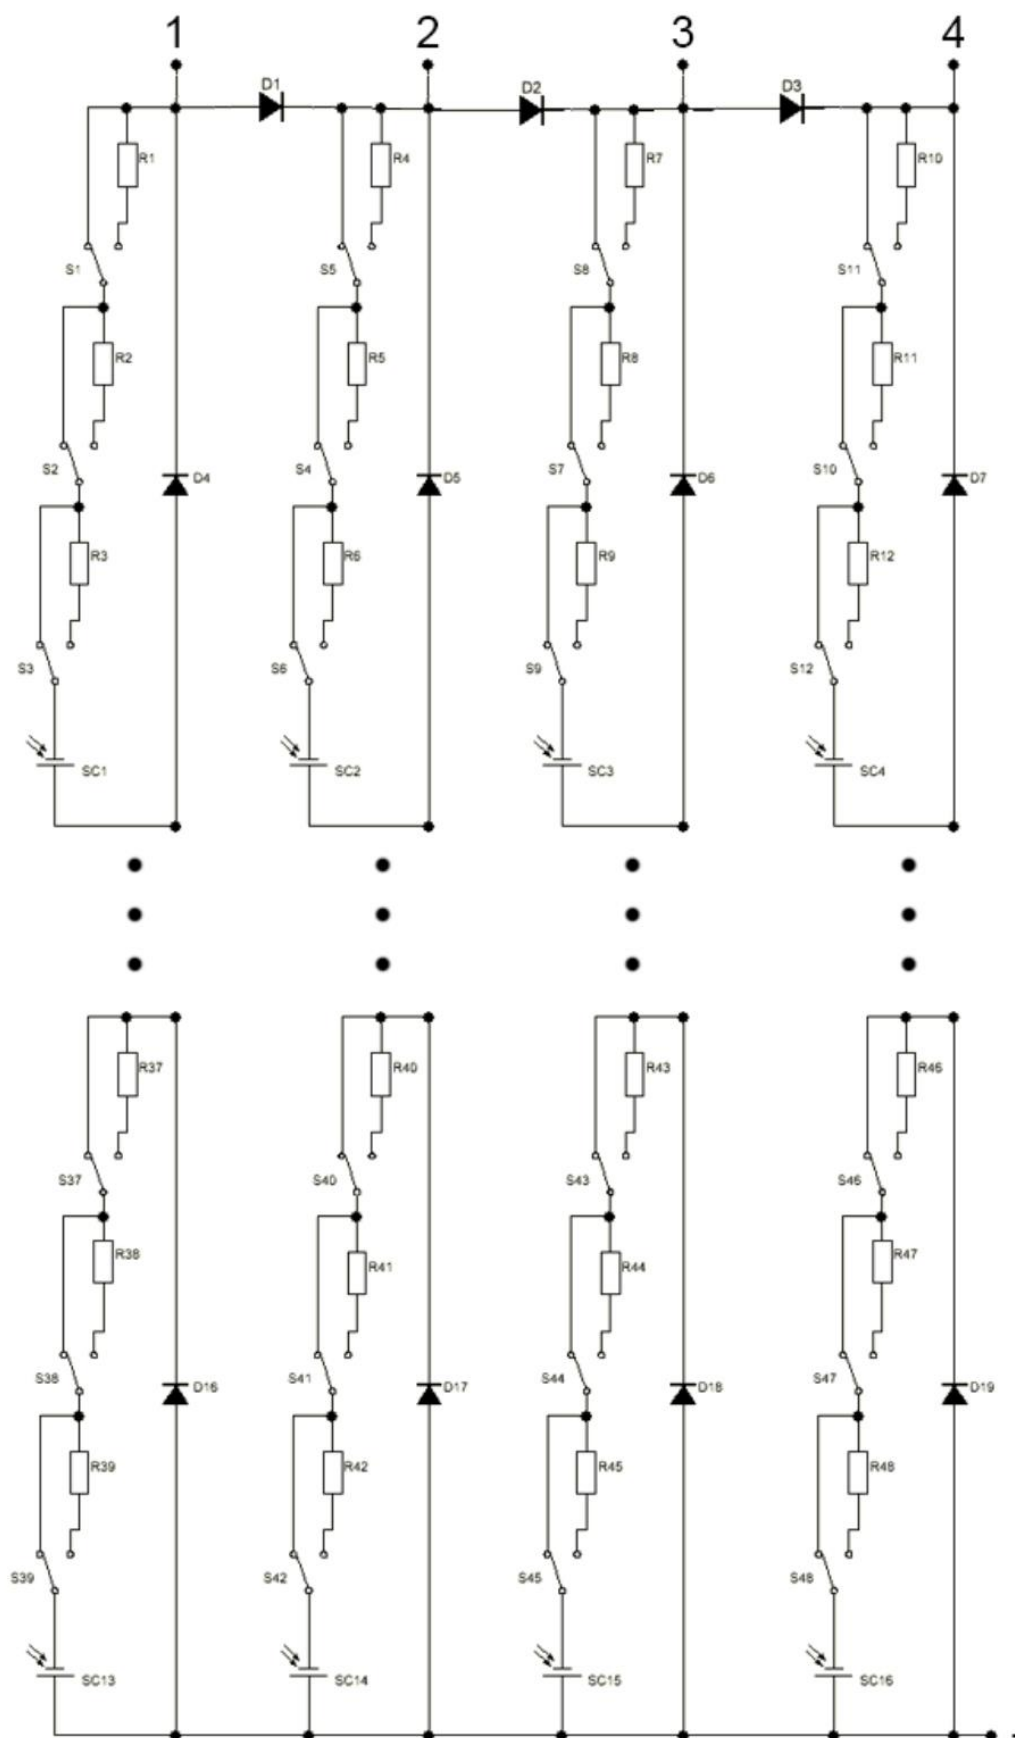 1 2 3 4
D1 D2 D3
R1 R4 R7 R10
S1 S5 S8 S11
R2 R5 R8 R11
S2 S4 S7 S10
D4 D5 D6 D7
R3 R6 R9 R12
S3 S6 S9 S12
SC1 SC2 SC3 SC4
R37 R40 R43 R46
S37 S40 S43 S46
R38 R41 R44 R47
S38 S41 S44 S47
D16 D17 D18 D19
R39 R42 R45 R48
S39 S42 S45 S48
SC13 SC14 SC15 SC16